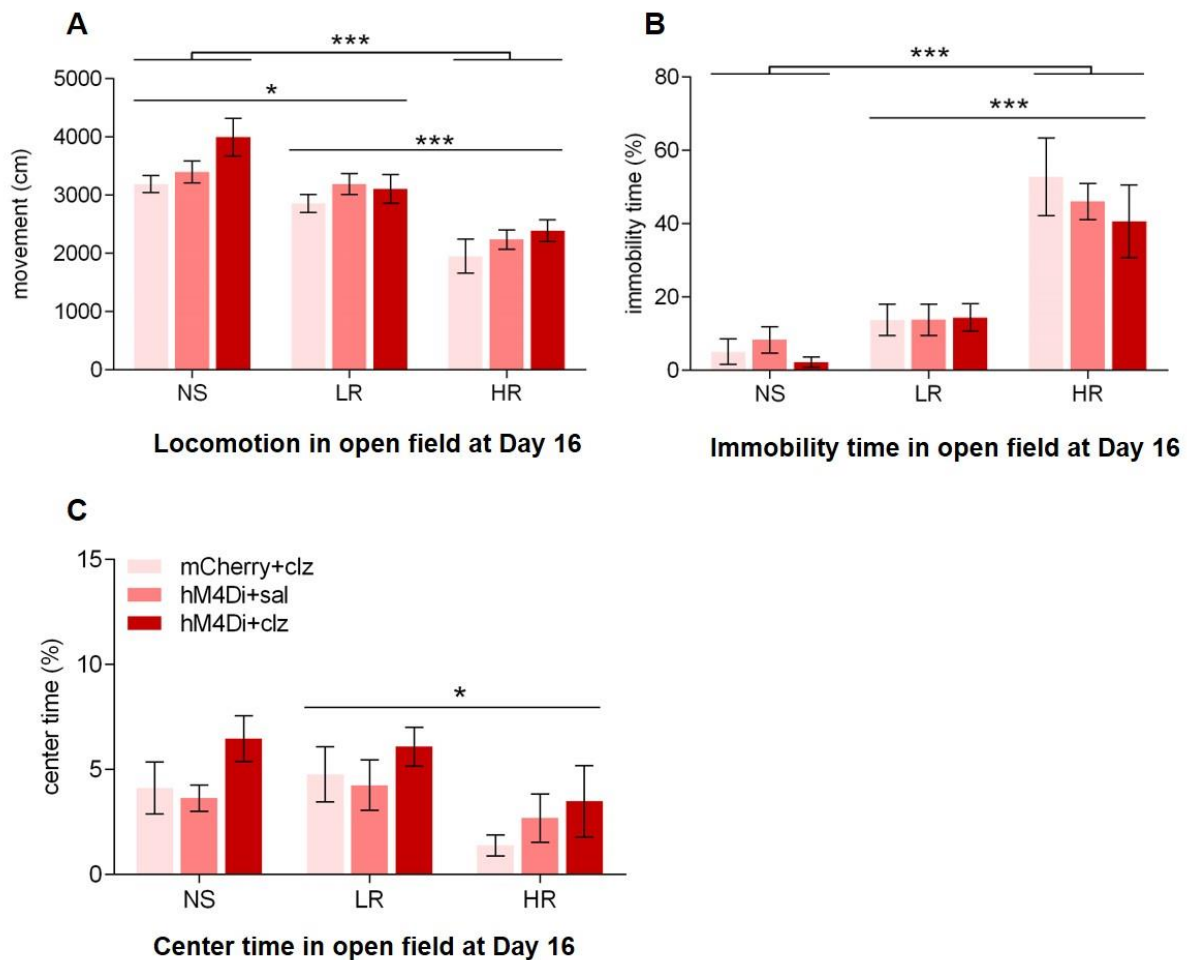 A
***
5000
*
4000
***
3000
2000
1000
0
movement (cm)
NS LR HR
Locomotion in open field at Day 16
B
***
80
***
60
40
20
0
immobility time (%)
NS LR HR
Immobility time in open field at Day 16
C
15
mCherry+clz
hM4Di+sal
hM4Di+clz
10
*
5
0
center time (%)
NS LR HR
Center time in open field at Day 16